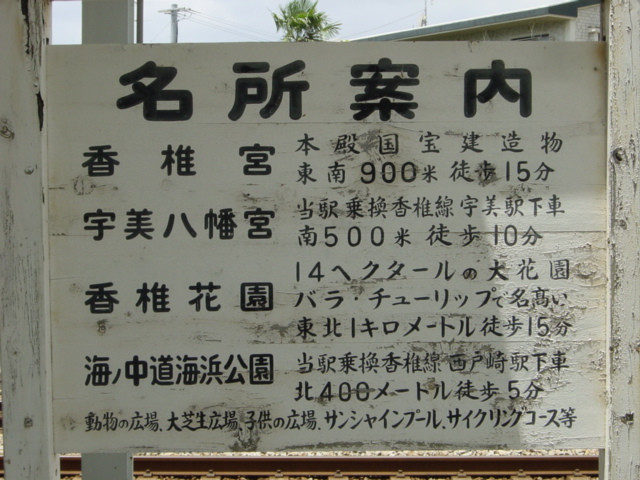 名所案内
香椎宮
本殿国宝建造物
東南900米徒歩15分
宇美八幡宮
当駅乗換香椎線宇美駅下車
南500米徒歩10分
香椎花園
14ヘクタールの大花園
バラ・チューリップで名高い
東北1キロメートル徒歩15分
海ノ中道海浜公園
当駅乗換香椎線西戸崎駅下車
北400メートル徒歩5分
動物の広場、大芝生広場、子供の広場、サンシャインプール、サイクリングコース等